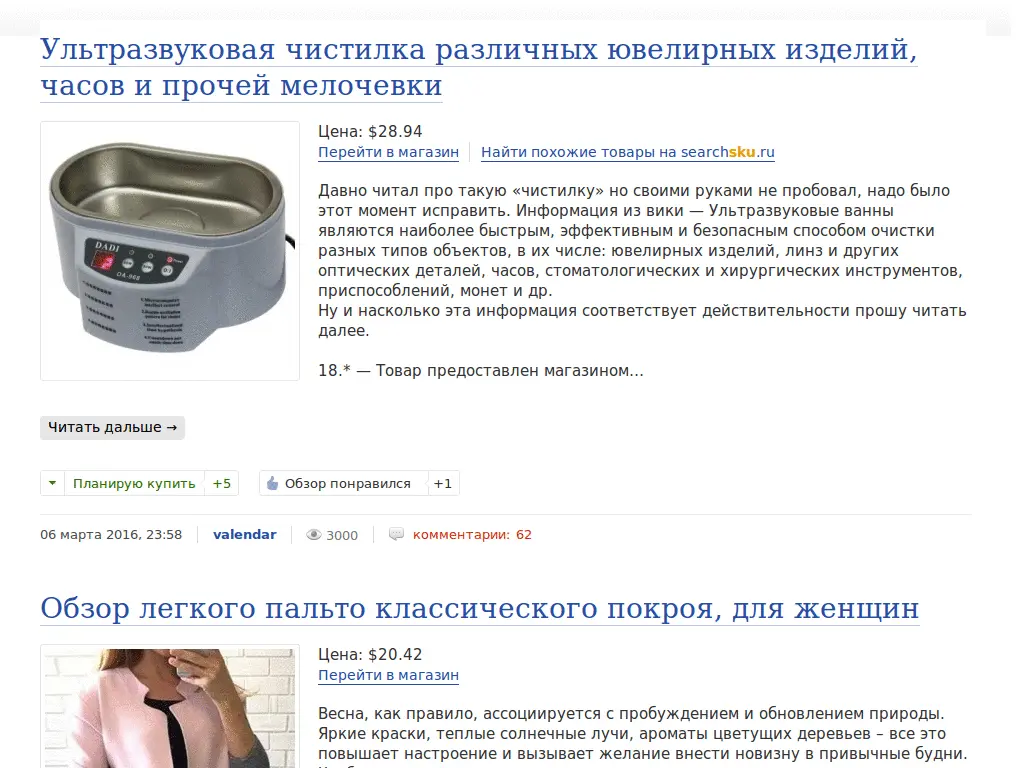 Ультразвуковая чистилка различных ювелирных изделий,
часов и прочей мелочевки
Цена: $28.94
Перейти в магазин
Найти похожие товары на searchsku.ru
Давно читал про такую «чистилку» но своими руками не пробовал, надо было
этот момент исправить. Информация из вики — Ультразвуковые ванны
являются наиболее быстрым, эффективным и безопасным способом очистки
разных типов объектов, в их числе: ювелирных изделий, линз и других
оптических деталей, часов, стоматологических и хирургических инструментов,
приспособлений, монет и др.
Ну и насколько эта информация соответствует действительности прошу читать
далее.
18.* — Товар предоставлен магазином...
DADI
DA-968
Читать дальше →
Планирую купить +5
Обзор понравился +1
06 марта 2016, 23:58 valendar 3000 комментарии: 62
Обзор легкого пальто классического покроя, для женщин
Цена: $20.42
Перейти в магазин
Весна, как правило, ассоциируется с пробуждением и обновлением природы.
Яркие краски, теплые солнечные лучи, ароматы цветущих деревьев – все это
повышает настроение и вызывает желание внести новизну в привычные будни.